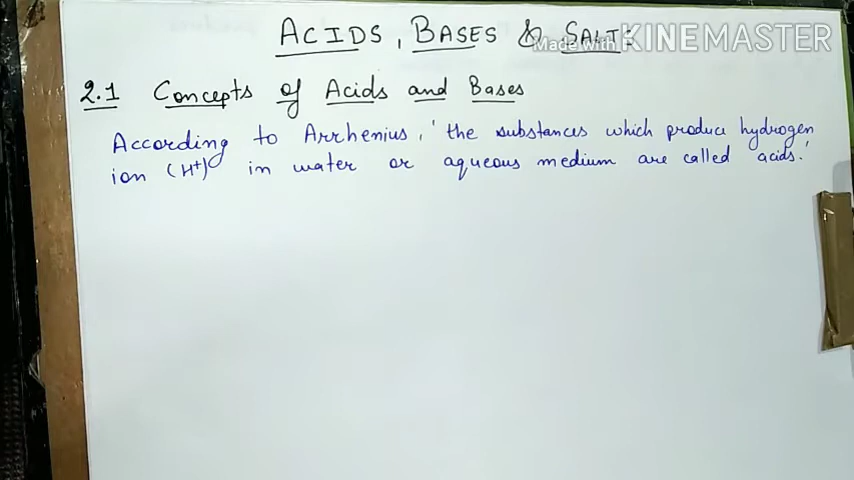 ACIDS, BASES & SALT:
Made with KINEMASTER
2.1 Concepts of Acids and Bases
According to Arrhenius, 'the substances which produce hydrogen
ion (H+) in water or aqueous medium are called acids.'